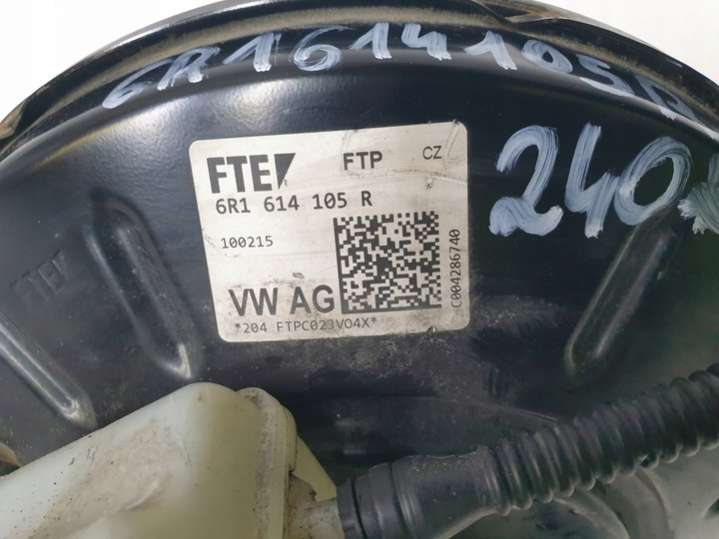 6R1614105R
240
FTE FTP CZ
6R1 614 105 R
100215
C004286740
VW AG
*204 FTPC023V04X*
FTE